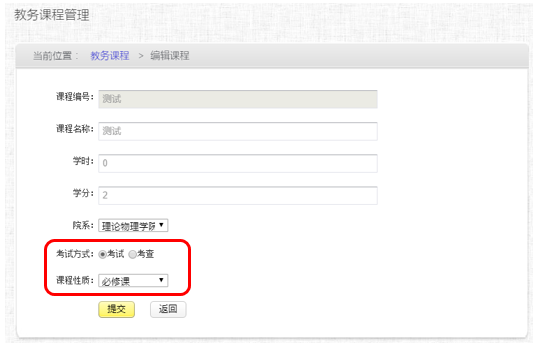 教务课程管理
当前位置： 教务课程 > 编辑课程
课程编号： 测试
课程名称： 测试
学时： 0
学分： 2
院系： 理论物理学院
考试方式： 考试 考查
课程性质： 必修课
提交 返回